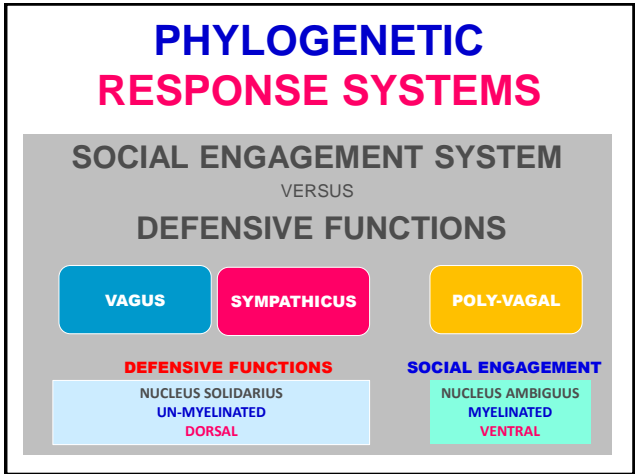 PHYLOGENETIC
RESPONSE SYSTEMS
SOCIAL ENGAGEMENT SYSTEM
VERSUS
DEFENSIVE FUNCTIONS
VAGUS
SYMPATHICUS
POLY-VAGAL
DEFENSIVE FUNCTIONS
NUCLEUS SOLIDARIUS
UN-MYELINATED
DORSAL
SOCIAL ENGAGEMENT
NUCLEUS AMBIGUUS
MYELINATED
VENTRAL